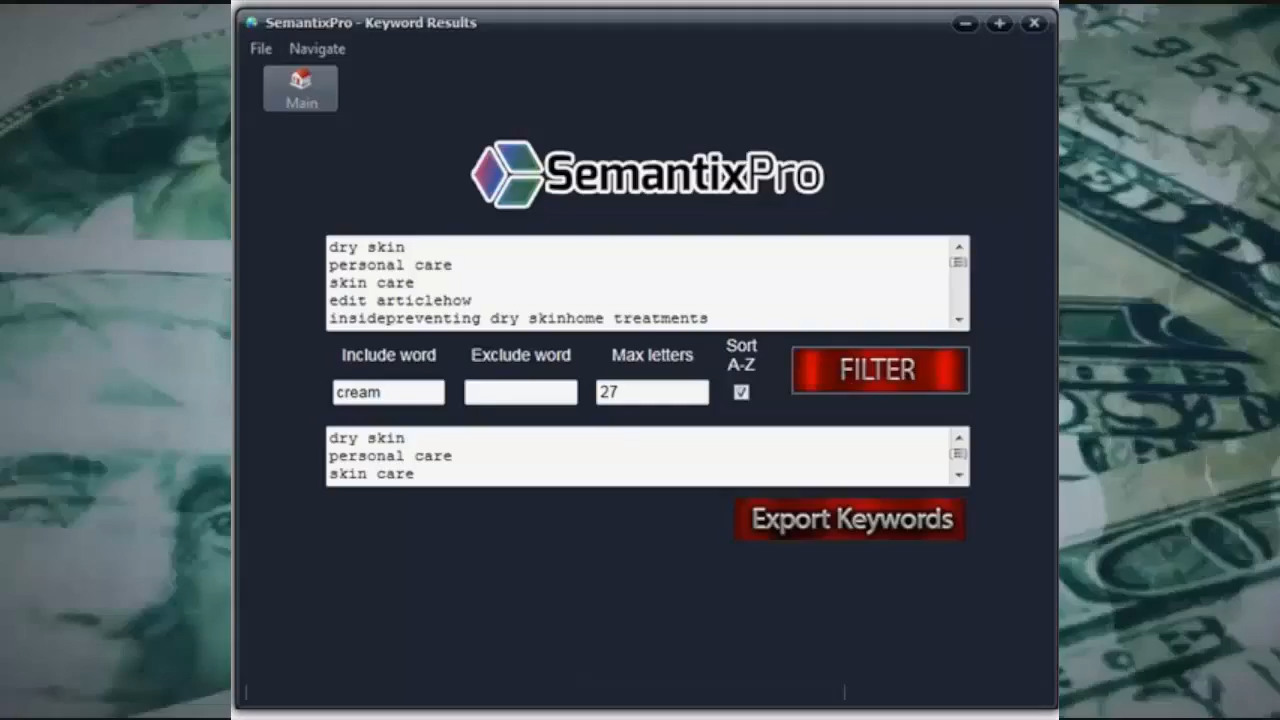 SemantixPro - Keyword Results
File Navigate
Main
SemantixPro
dry skin
personal care
skin care
edit articlehow
insidepreventing dry skinhome treatments
Include word Exclude word Max letters Sort A-Z
cream 27
FILTER
dry skin
personal care
skin care
Export Keywords
955